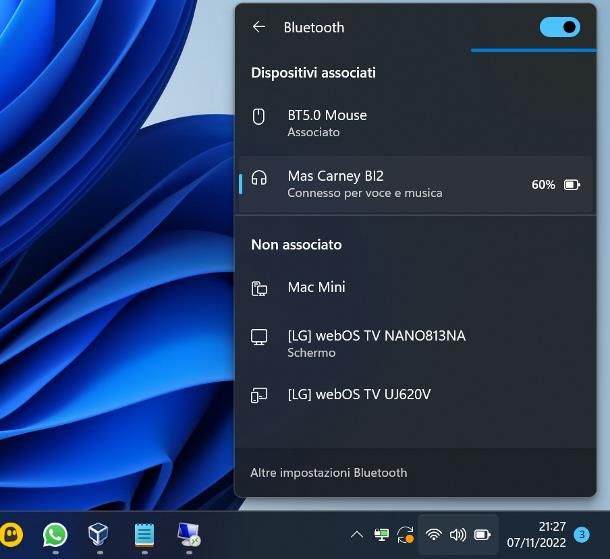 Bluetooth
Dispositivi associati
BT5.0 Mouse
Associato
Mas Carney BI2
Connesso per voce e musica
60%
Non associato
Mac Mini
[LG] webOS TV NANO813NA
Schermo
[LG] webOS TV UJ620V
Altre impostazioni Bluetooth
21:27
07/11/2022
3